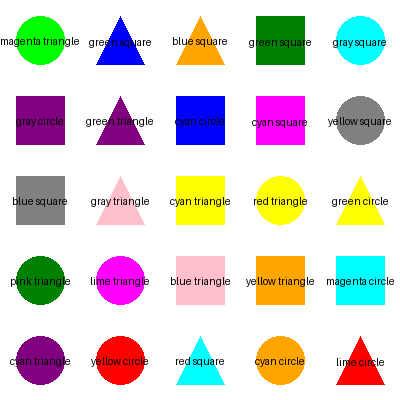 magenta triangle green square blue square green square gray square
gray circle green triangle cyan circle cyan square yellow square
blue square gray triangle cyan triangle red triangle green circle
pink triangle lime triangle blue triangle yellow triangle magenta circle
cyan triangle yellow circle red square cyan circle lime circle